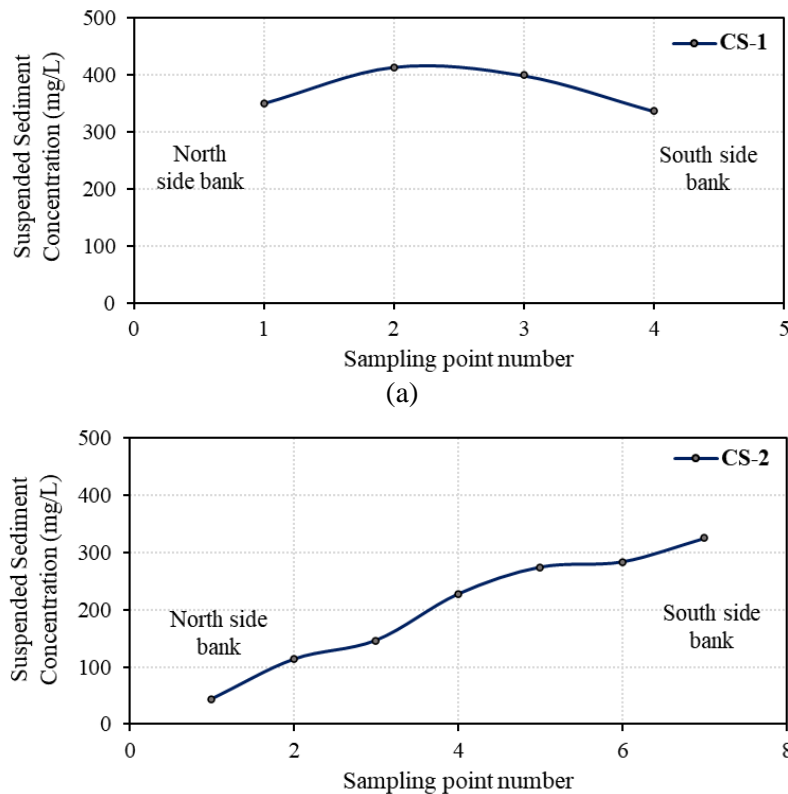 500
400
300
200
100
0
Suspended Sediment
Concentration (mg/L)
CS-1
North
side bank
South side
bank
0 1 2 3 4 5
Sampling point number
(a)
500
400
300
200
100
0
Suspended Sediment
Concentration (mg/L)
CS-2
North side
bank
South side
bank
0 2 4 6 8
Sampling point number